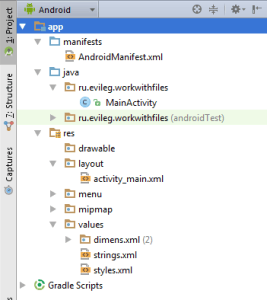 Android
1: Project
7: Structure
Captures
app
manifests
AndroidManifest.xml
java
ru.evileg.workwithfiles
MainActivity
ru.evileg.workwithfiles (androidTest)
res
drawable
layout
activity_main.xml
menu
mipmap
values
dimens.xml (2)
strings.xml
styles.xml
Gradle Scripts